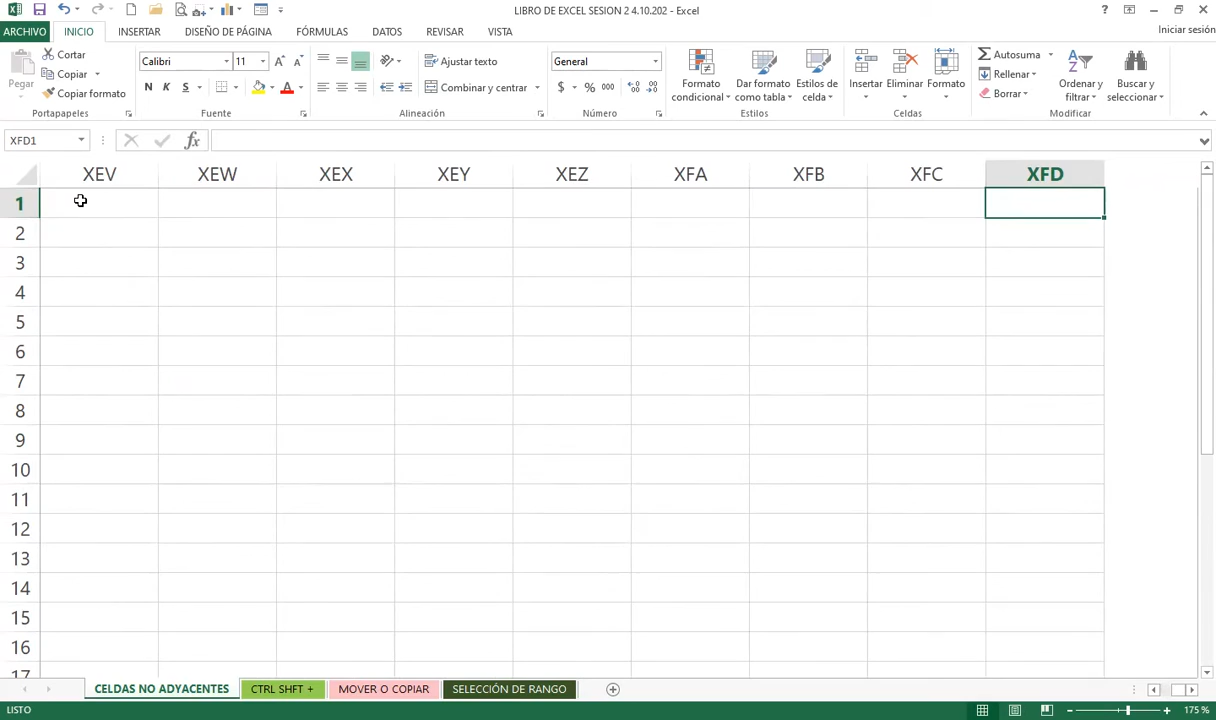 LIBRO DE EXCEL SESION 2 4.10.202 - Excel
ARCHIVO INICIO INSERTAR DISEÑO DE PÁGINA FÓRMULAS DATOS REVISAR VISTA Iniciar sesión
Pegar
Cortar
Copiar
Copiar formato
Portapapeles
Calibri 11
N K S A
Fuente
Ajustar texto
Combinar y centrar
Alineación
General
$ % 000
Número
Formato condicional
Dar formato como tabla
Estilos de celda
Estilos
Insertar Eliminar Formato
Celdas
Autosuma
Rellenar
Borrar
Ordenar y filtrar
Buscar y seleccionar
Modificar
XFD1 fx
XEV XEW XEX XEY XEZ XFA XFB XFC XFD
1
2
3
4
5
6
7
8
9
10
11
12
13
14
15
16
17
CELDAS NO ADYACENTES CTRL SHFT + MOVER O COPIAR SELECCIÓN DE RANGO
LISTO 175 %